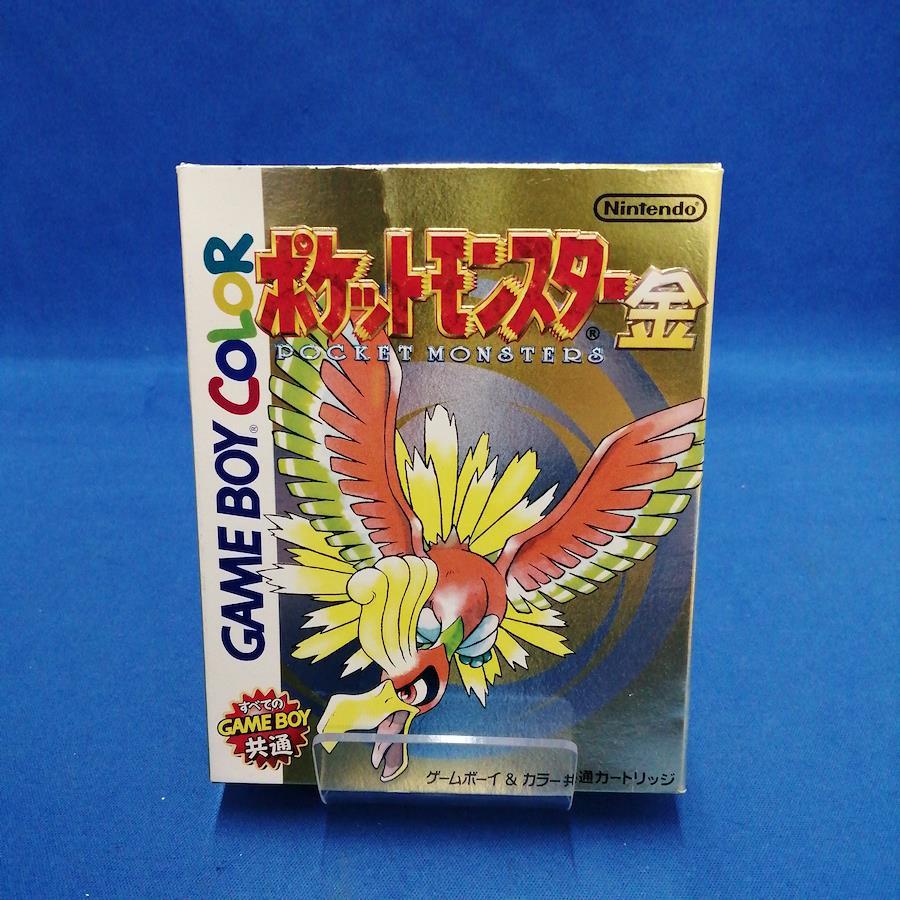 Nintendo®
ポケットモンスター金
®
POCKET MONSTERS
GAME BOY COLOR
®
すべての
GAME BOY
共通
ゲームボーイ & カラー共通カートリッジ